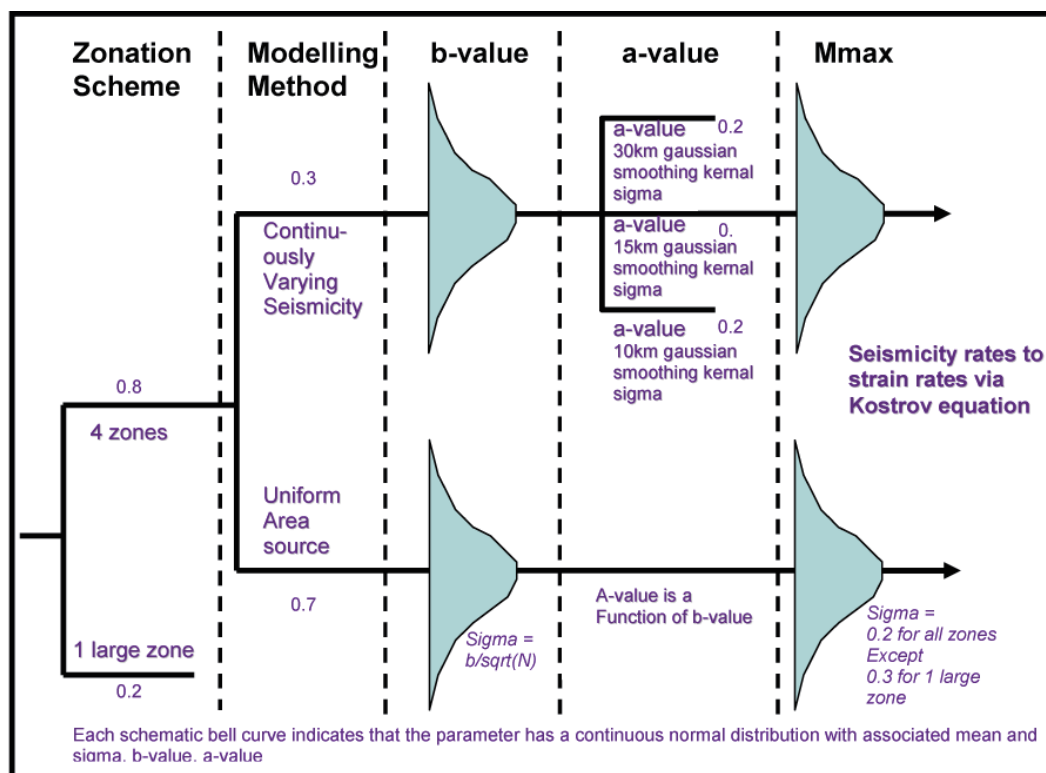 Zonation
Scheme
Modelling
Method
b-value
a-value
Mmax
0.3
Continu-
ously
Varying
Seismicity
a-value 0.2
30km gaussian
smoothing kernal
sigma
a-value 0.
15km gaussian
smoothing kernal
sigma
a-value 0.2
10km gaussian
smoothing kernal
sigma
Seismicity rates to
strain rates via
Kostrov equation
0.8
4 zones
Uniform
Area
source
0.7
Sigma =
b/sqrt(N)
A-value is a
Function of b-value
Sigma =
0.2 for all zones
Except
0.3 for 1 large
zone
1 large zone
0.2
Each schematic bell curve indicates that the parameter has a continuous normal distribution with associated mean and
sigma. b-value. a-value